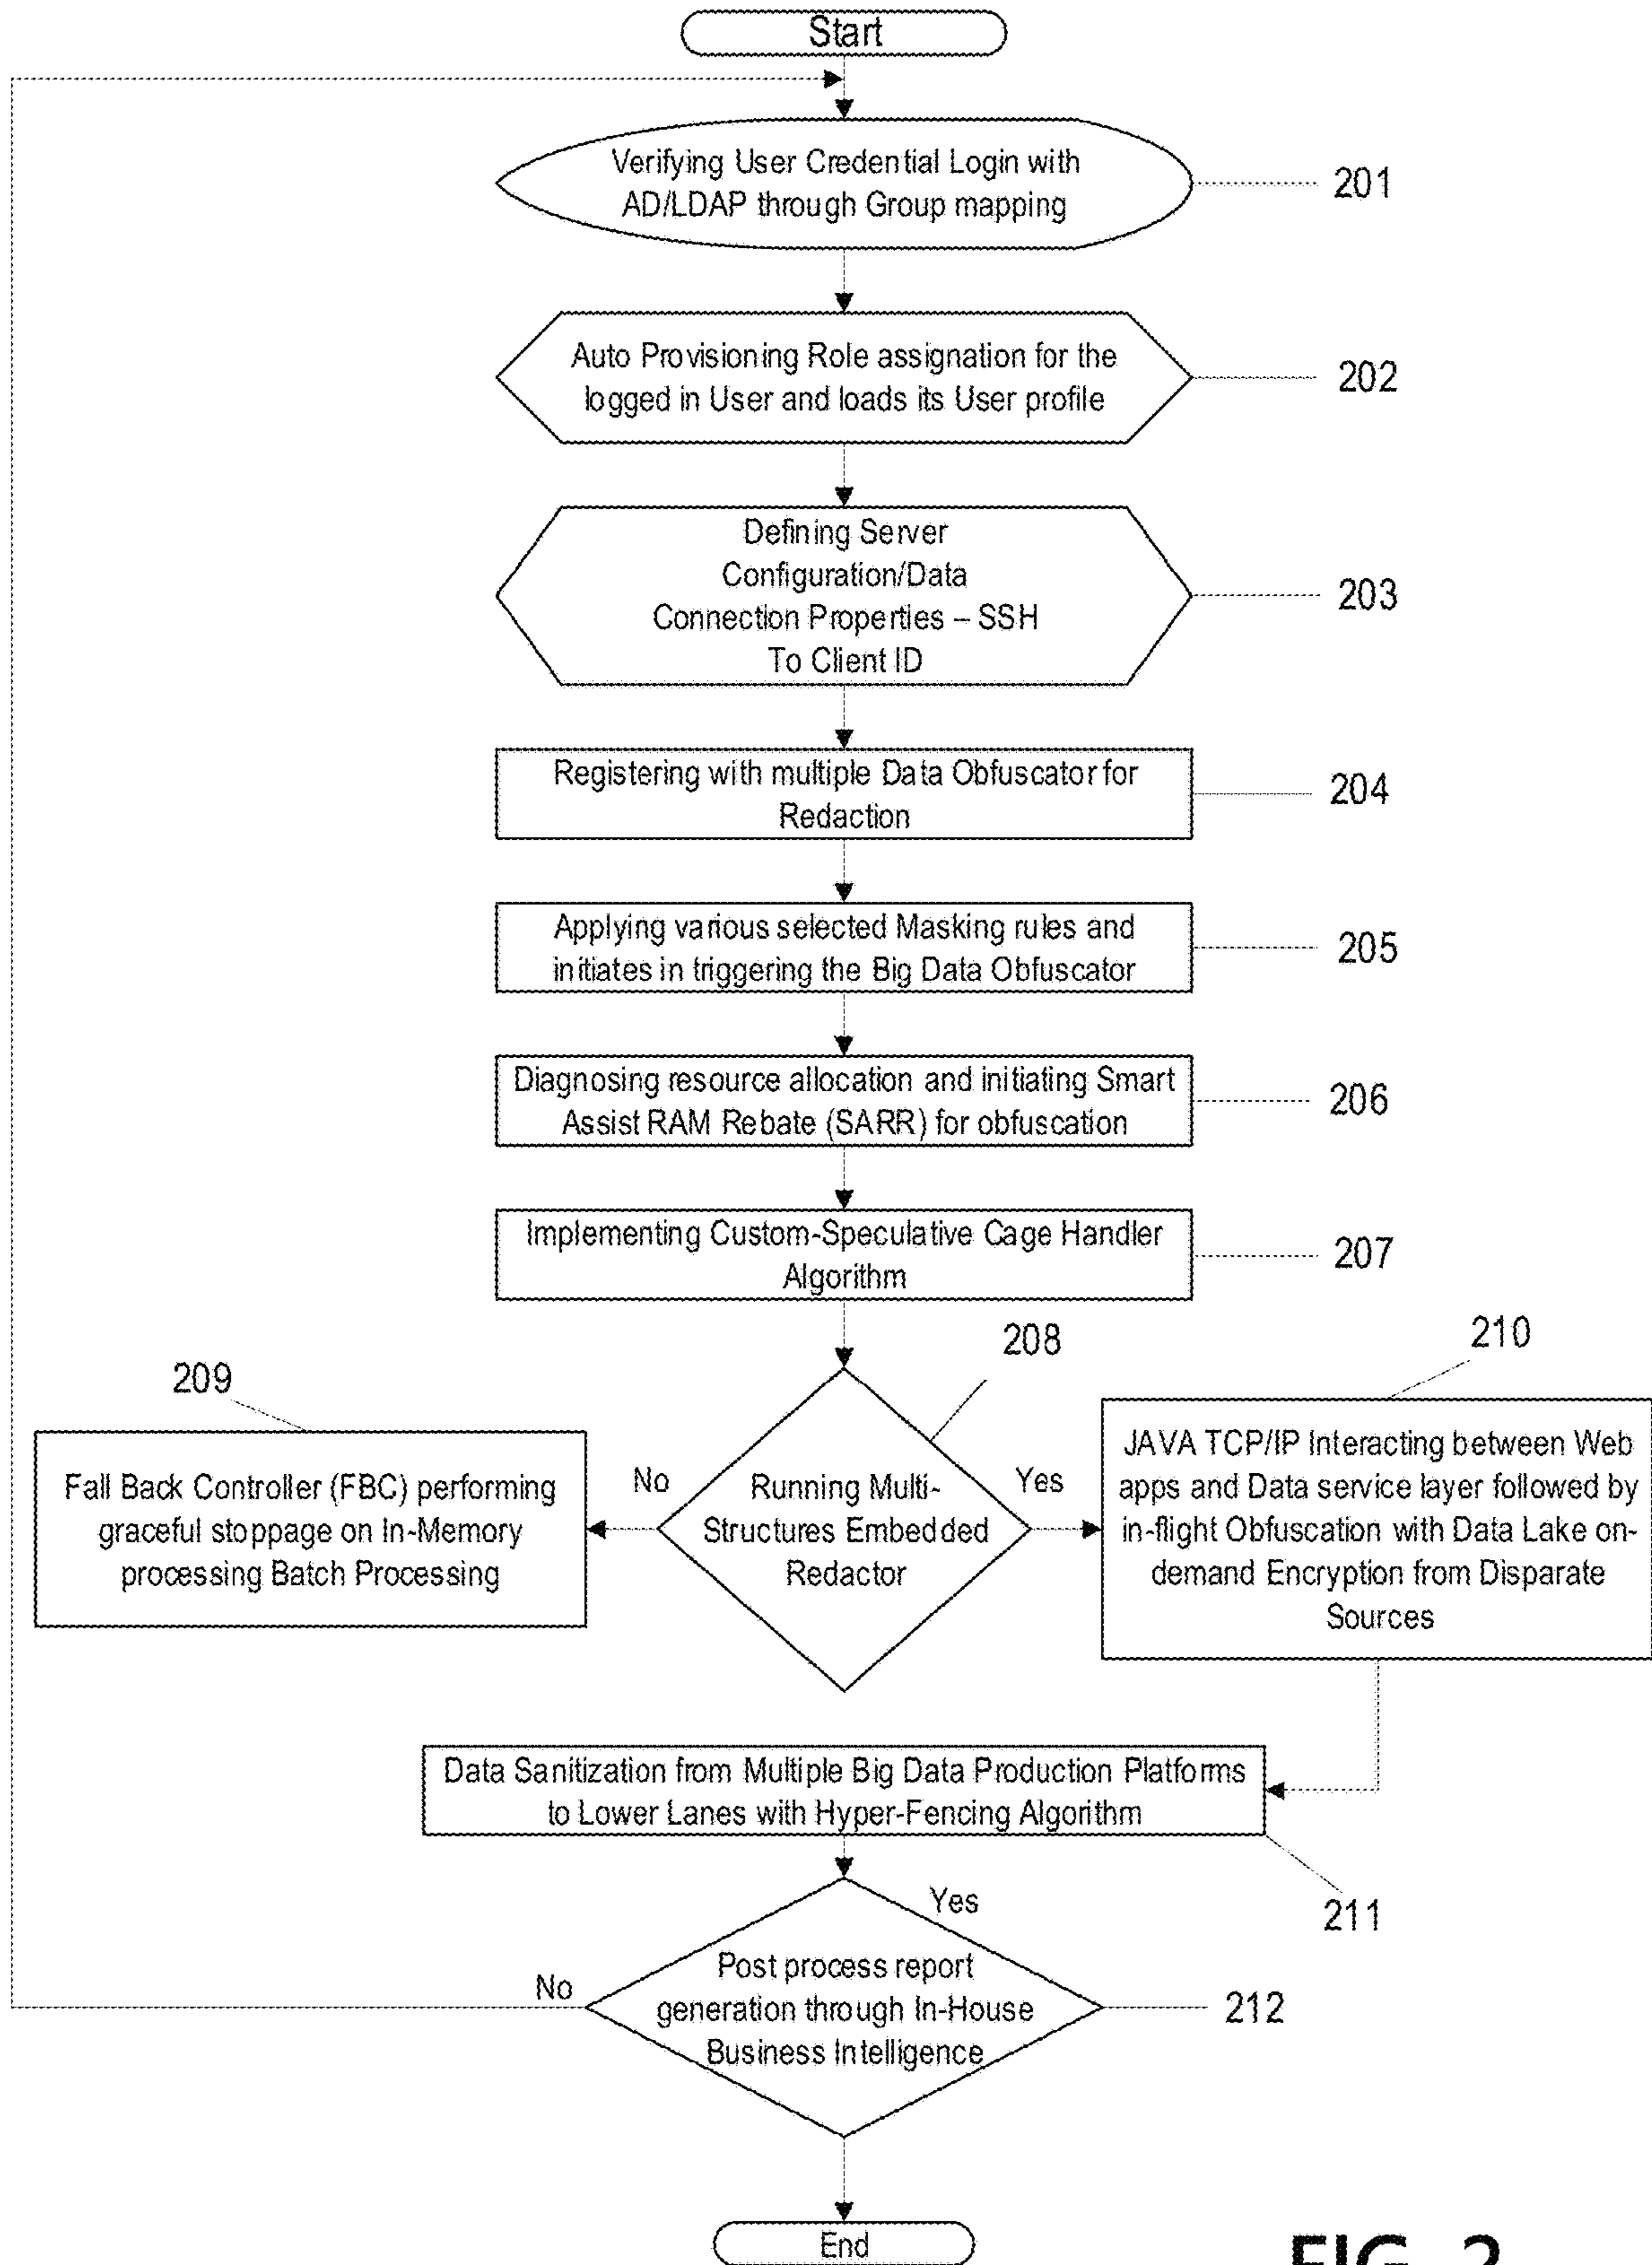 Start
Verifying User Credential Login with
AD/LDAP through Group mapping
201
Auto Provisioning Role assignation for the
logged in User and loads its User profile
202
Defining Server
Configuration/Data
Connection Properties – SSH
To Client ID
203
Registering with multiple Data Obfuscator for
Redaction
204
Applying various selected Masking rules and
initiates in triggering the Big Data Obfuscator
205
Diagnosing resource allocation and initiating Smart
Assist RAM Rebate (SARR) for obfuscation
206
Implementing Custom-Speculative Cage Handler
Algorithm
207
208
209
210
Fall Back Controller (FBC) performing
graceful stoppage on In-Memory
processing Batch Processing
No
Running Multi-
Structures Embedded
Redactor
Yes
JAVA TCP/IP Interacting between Web
apps and Data service layer followed by
in-flight Obfuscation with Data Lake on-
demand Encryption from Disparate
Sources
Data Sanitization from Multiple Big Data Production Platforms
to Lower Lanes with Hyper-Fencing Algorithm
211
Yes
No
Post process report
generation through In-House
Business Intelligence
212
End
FIG. 2